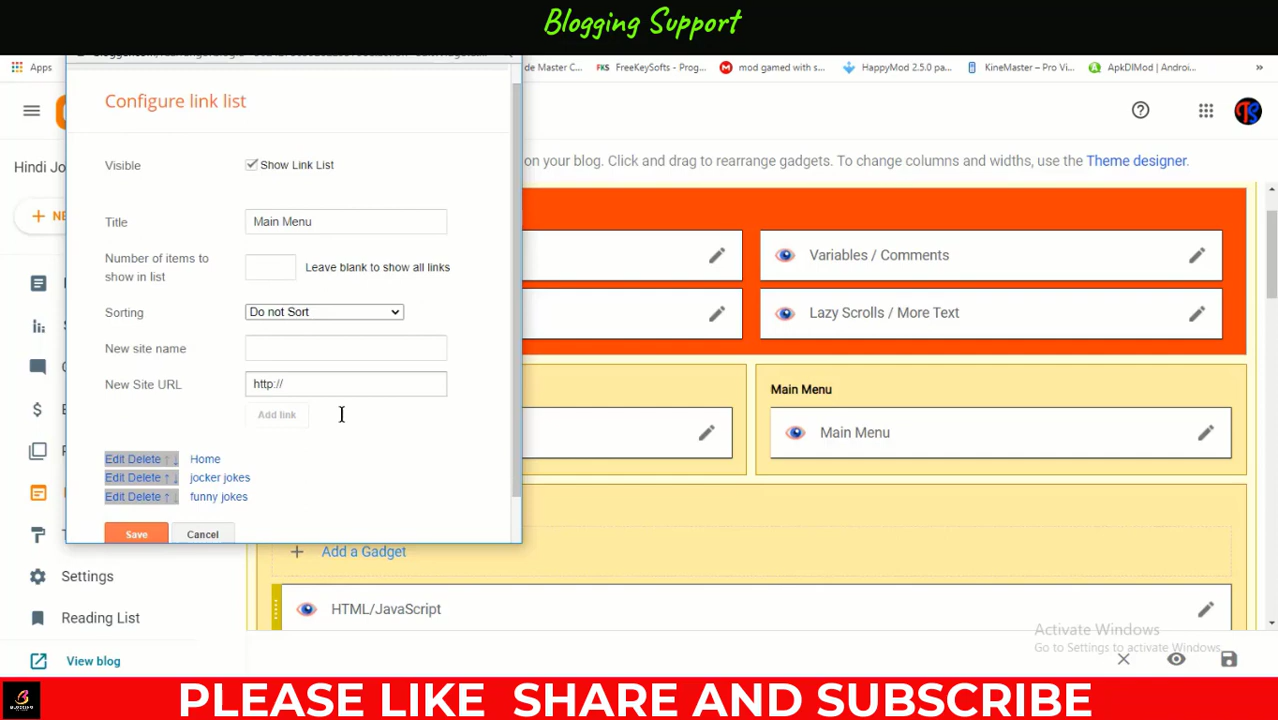 Blogging Support
Apps
de Master C...
FKS FreeKeySofts - Prog...
mod gamed with s...
HappyMod 2.5.0 pa...
KineMaster – Pro Vi...
ApkDlMod | Androi...
»
Configure link list
Hindi Jo
on your blog. Click and drag to rearrange gadgets. To change columns and widths, use the Theme designer.
Visible
Show Link List
NE
Title
Main Menu
Number of items to
show in list
Leave blank to show all links
Variables / Comments
Sorting
Do not Sort
Lazy Scrolls / More Text
New site name
New Site URL
http://
Main Menu
Add link
Main Menu
Edit Delete ↑ ↓ Home
Edit Delete ↑ ↓ jocker jokes
Edit Delete ↑ ↓ funny jokes
Save
Cancel
+ Add a Gadget
Settings
HTML/JavaScript
Reading List
Activate Windows
Go to Settings to activate Windows.
View blog
PLEASE LIKE SHARE AND SUBSCRIBE